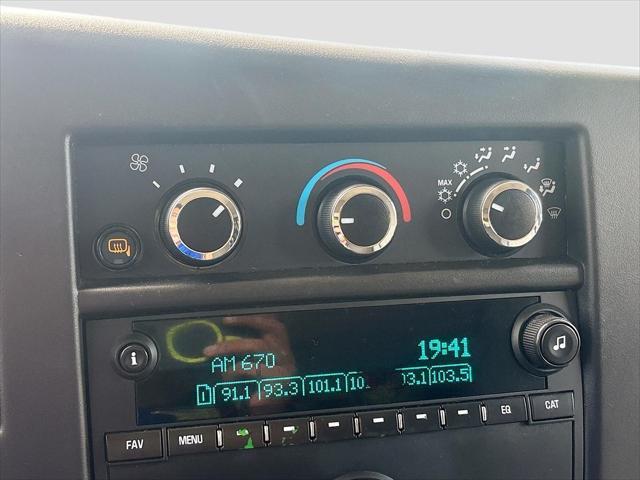 MAX
i
AM 670
19:41
1 91.1 93.3 101.1 103.5
FAV MENU EQ CAT